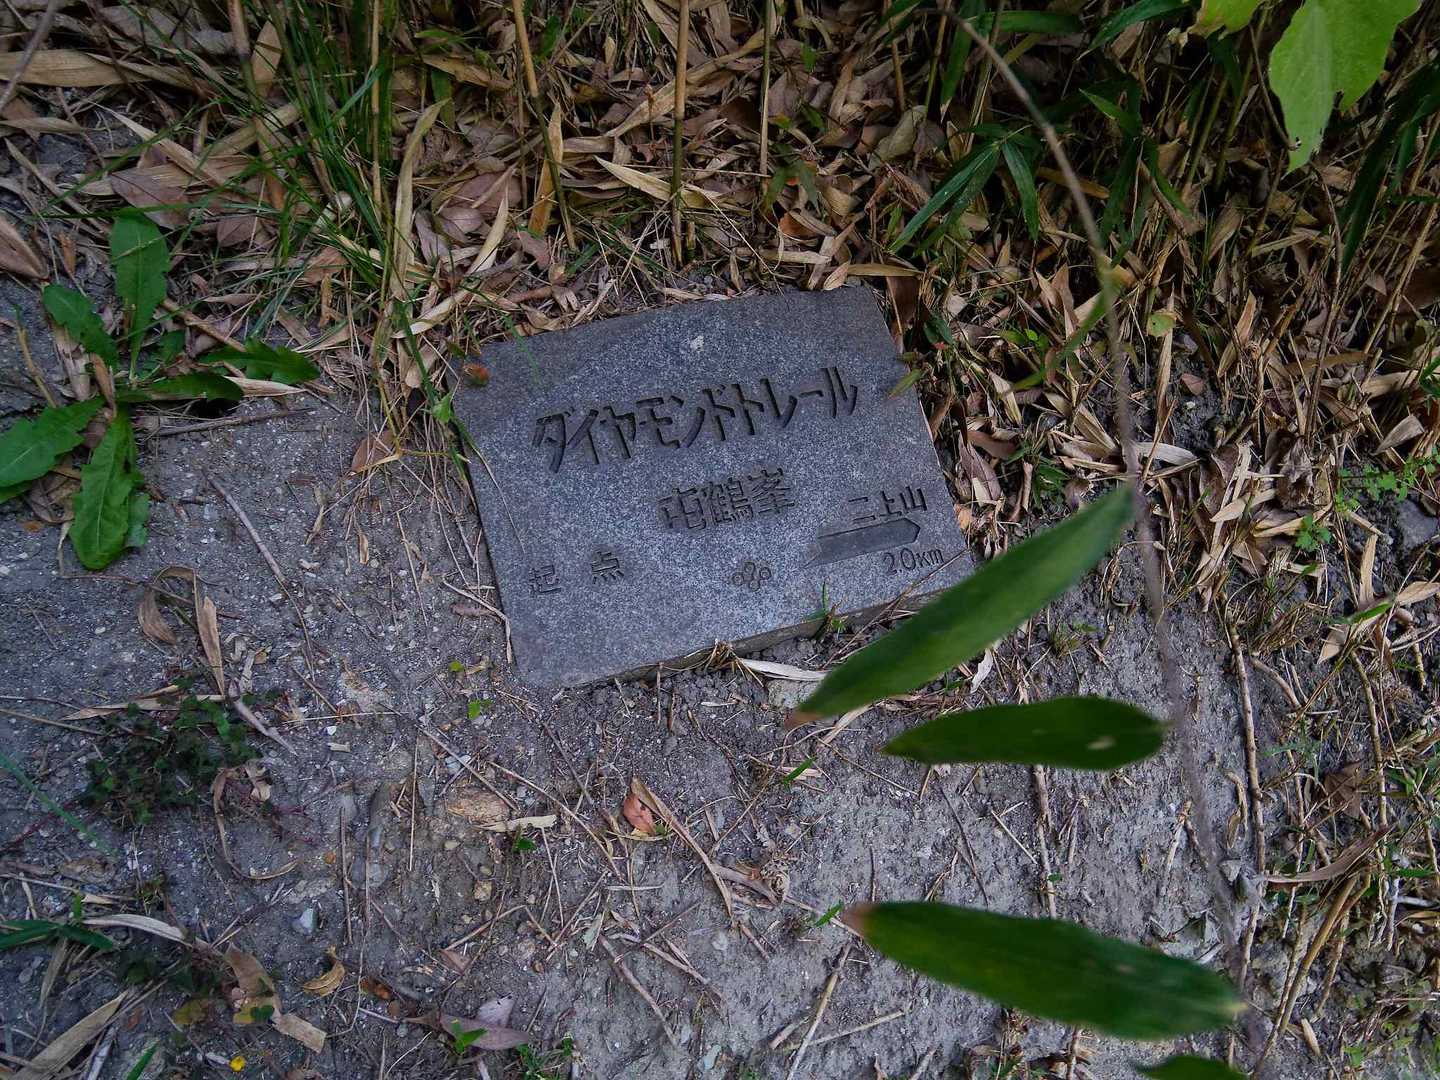 ダイヤモンドトレール
屯鶴峯
二上山
起点
2.0km